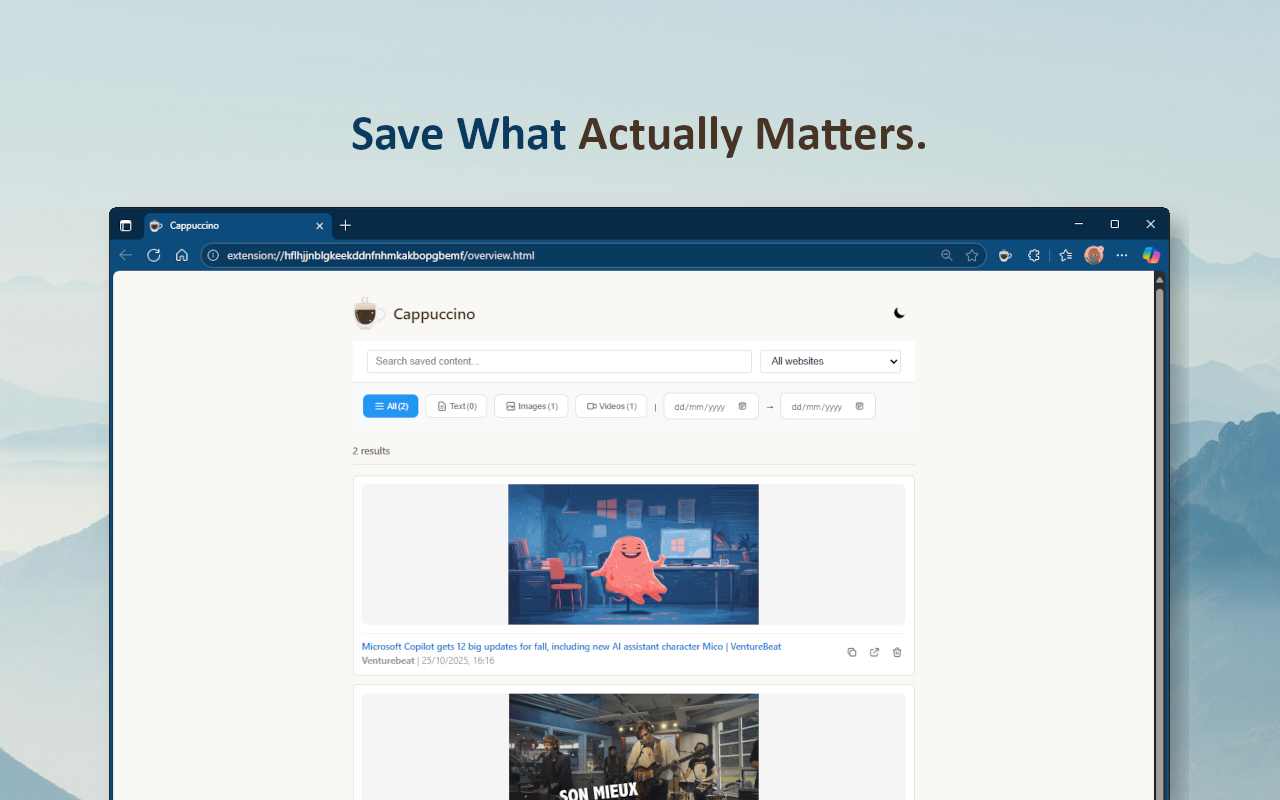 Save What Actually Matters.
Cappuccino
extension://hflhjjnblgkeekddnfnhmkakbopgbemf/overview.html
Cappuccino
Search saved content...
All websites
All (2)
Text (0)
Images (1)
Videos (1)
|
dd/mm/yyyy
→
dd/mm/yyyy
2 results
Microsoft Copilot gets 12 big updates for fall, including new AI assistant character Mico | VentureBeat
Venturebeat | 25/10/2025, 16:16
SON MIEUX